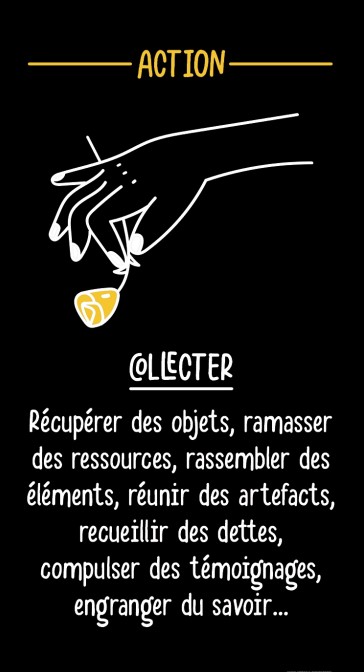 ACTION
COLLECTER
Récupérer des objets, ramasser
des ressources, rassembler des
éléments, réunir des artefacts,
recueillir des dettes,
compulser des témoignages,
engranger du savoir...